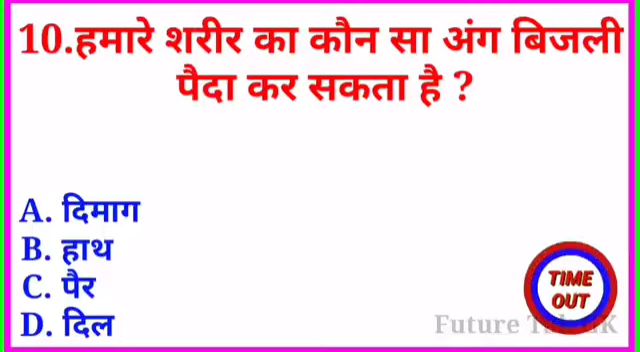 10.हमारे शरीर का कौन सा अंग बिजली
पैदा कर सकता है ?
A. दिमाग
B. हाथ
C. पैर
D. दिल
TIME
OUT
Future